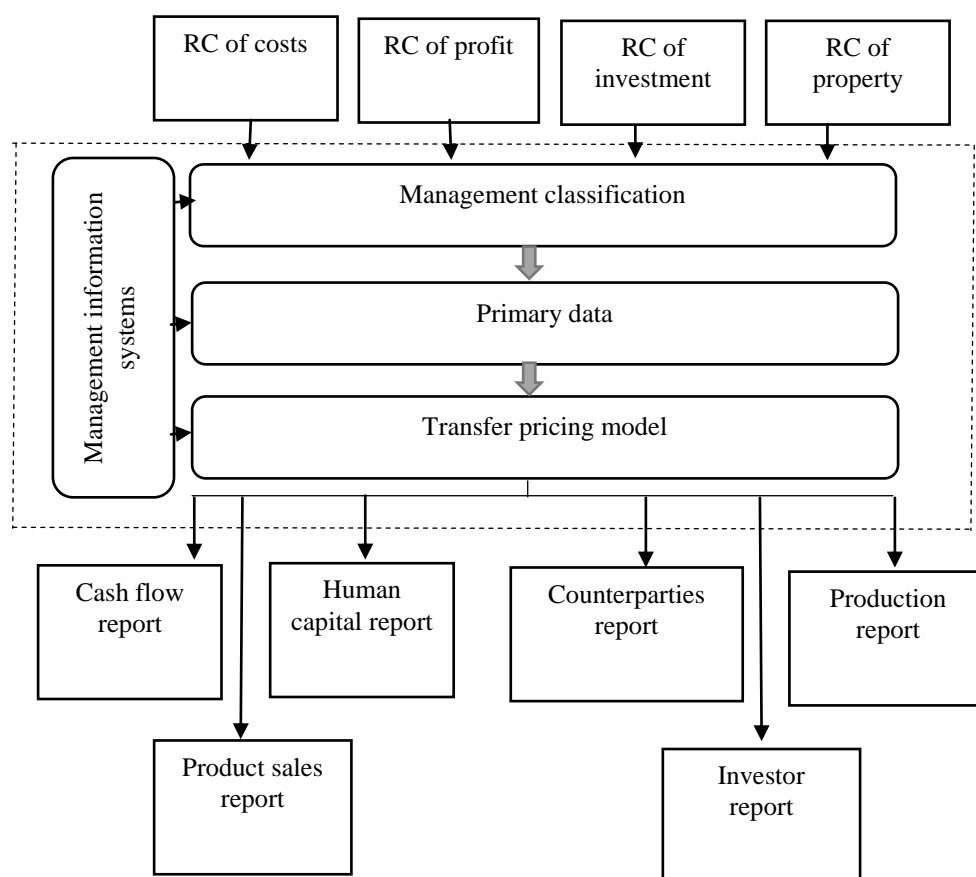 RC of costs
RC of profit
RC of
investment
RC of
property
Management information
systems
Management classification
Primary data
Transfer pricing model
Cash flow
report
Human
capital report
Counterparties
report
Production
report
Product sales
report
Investor
report